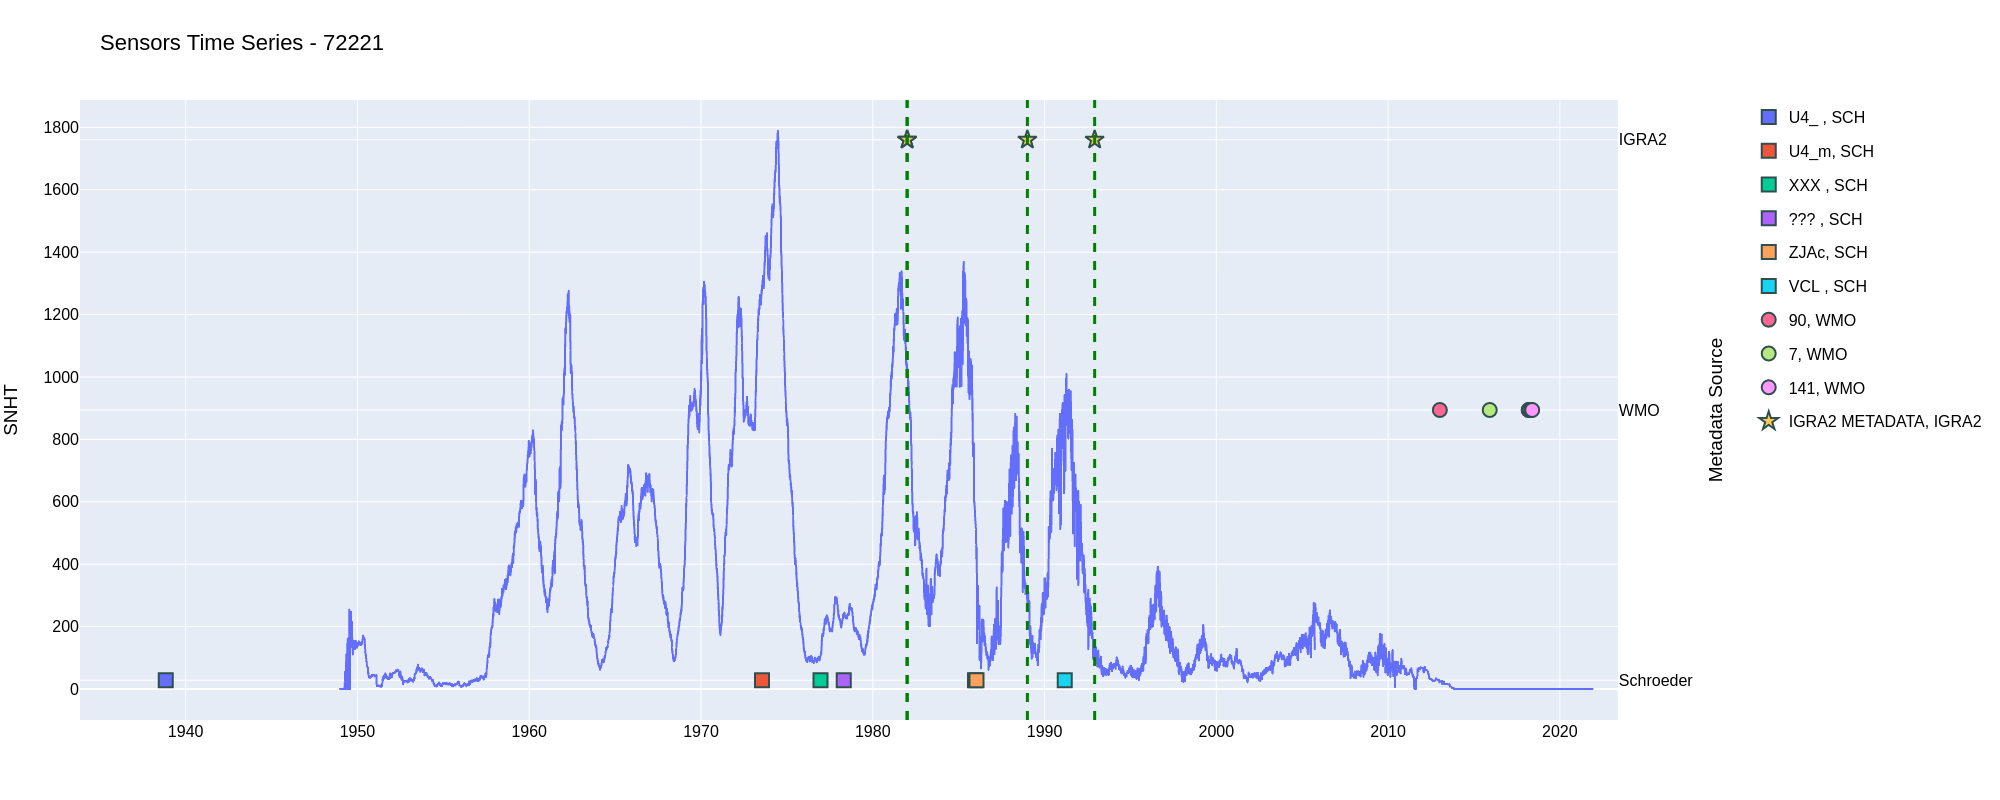 Sensors Time Series - 72221
SNHT
1800
1600
1400
1200
1000
800
600
400
200
0
1940
1950
1960
1970
1980
1990
2000
2010
2020
IGRA2
WMO
Schroeder
Metadata Source
U4_ , SCH
U4_m, SCH
XXX , SCH
??? , SCH
ZJAc, SCH
VCL , SCH
90, WMO
7, WMO
141, WMO
IGRA2 METADATA, IGRA2